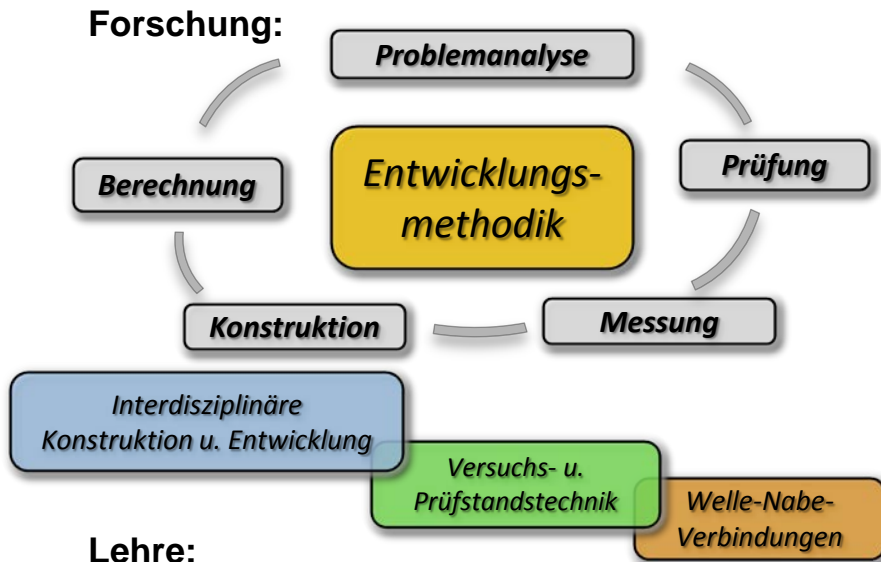 Forschung:
Problemanalyse
Berechnung
Entwicklungs-
methodik
Prüfung
Konstruktion
Messung
Interdisziplinäre
Konstruktion u. Entwicklung
Versuchs- u.
Prüfstandstechnik
Welle-Nabe-
Verbindungen
Lehre: